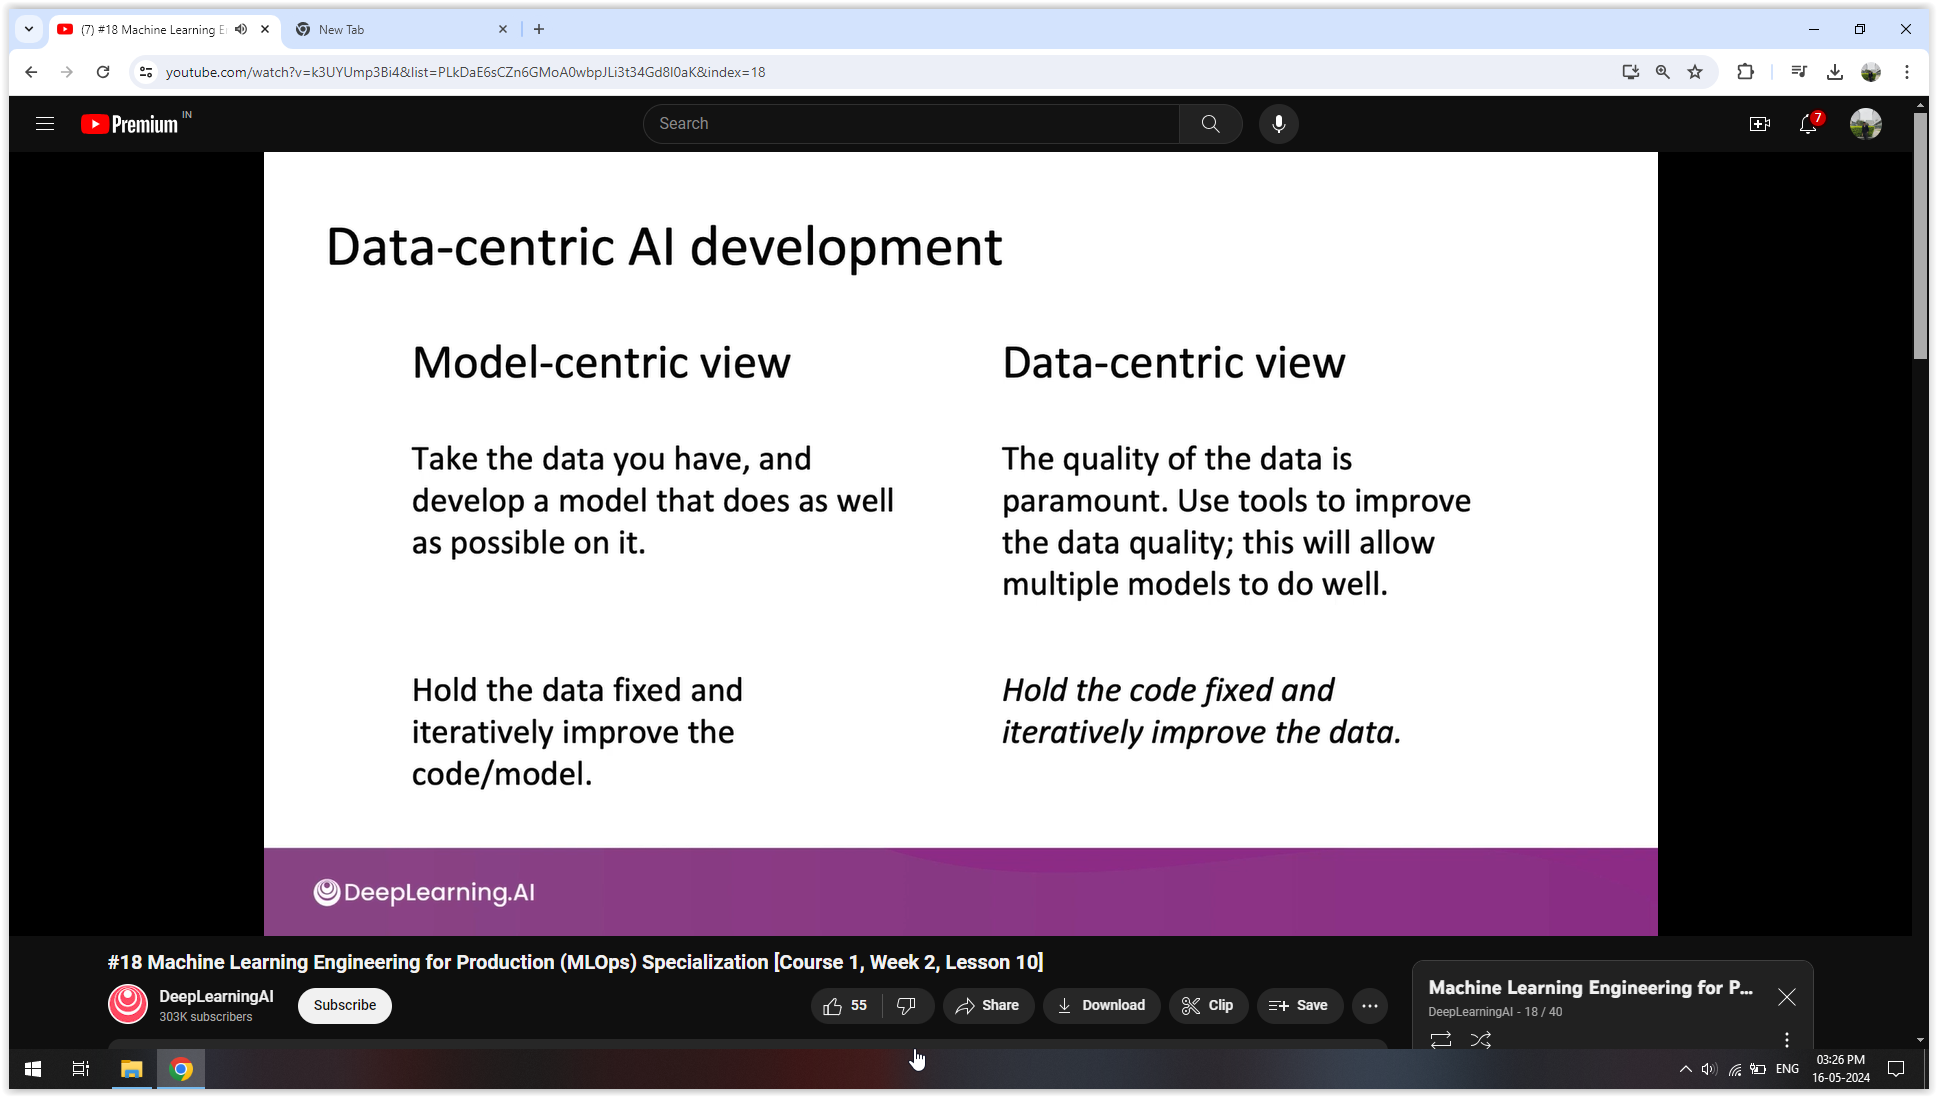 (7) #18 Machine Learning E
New Tab
youtube.com/watch?v=k3UYUmp3Bi4&list=PLkDaE6sCZn6GMoA0wbpJLi3t34Gd8l0aK&index=18
Premium IN
Search
7
Data-centric AI development
Model-centric view
Take the data you have, and
develop a model that does as well
as possible on it.
Hold the data fixed and
iteratively improve the
code/model.
Data-centric view
The quality of the data is
paramount. Use tools to improve
the data quality; this will allow
multiple models to do well.
Hold the code fixed and
iteratively improve the data.
DeepLearning.AI
#18 Machine Learning Engineering for Production (MLOps) Specialization [Course 1, Week 2, Lesson 10]
DeepLearningAI
303K subscribers
Subscribe
55
Share
Download
Clip
Save
Machine Learning Engineering for P...
DeepLearningAI - 18 / 40
ENG
03:26 PM
16-05-2024